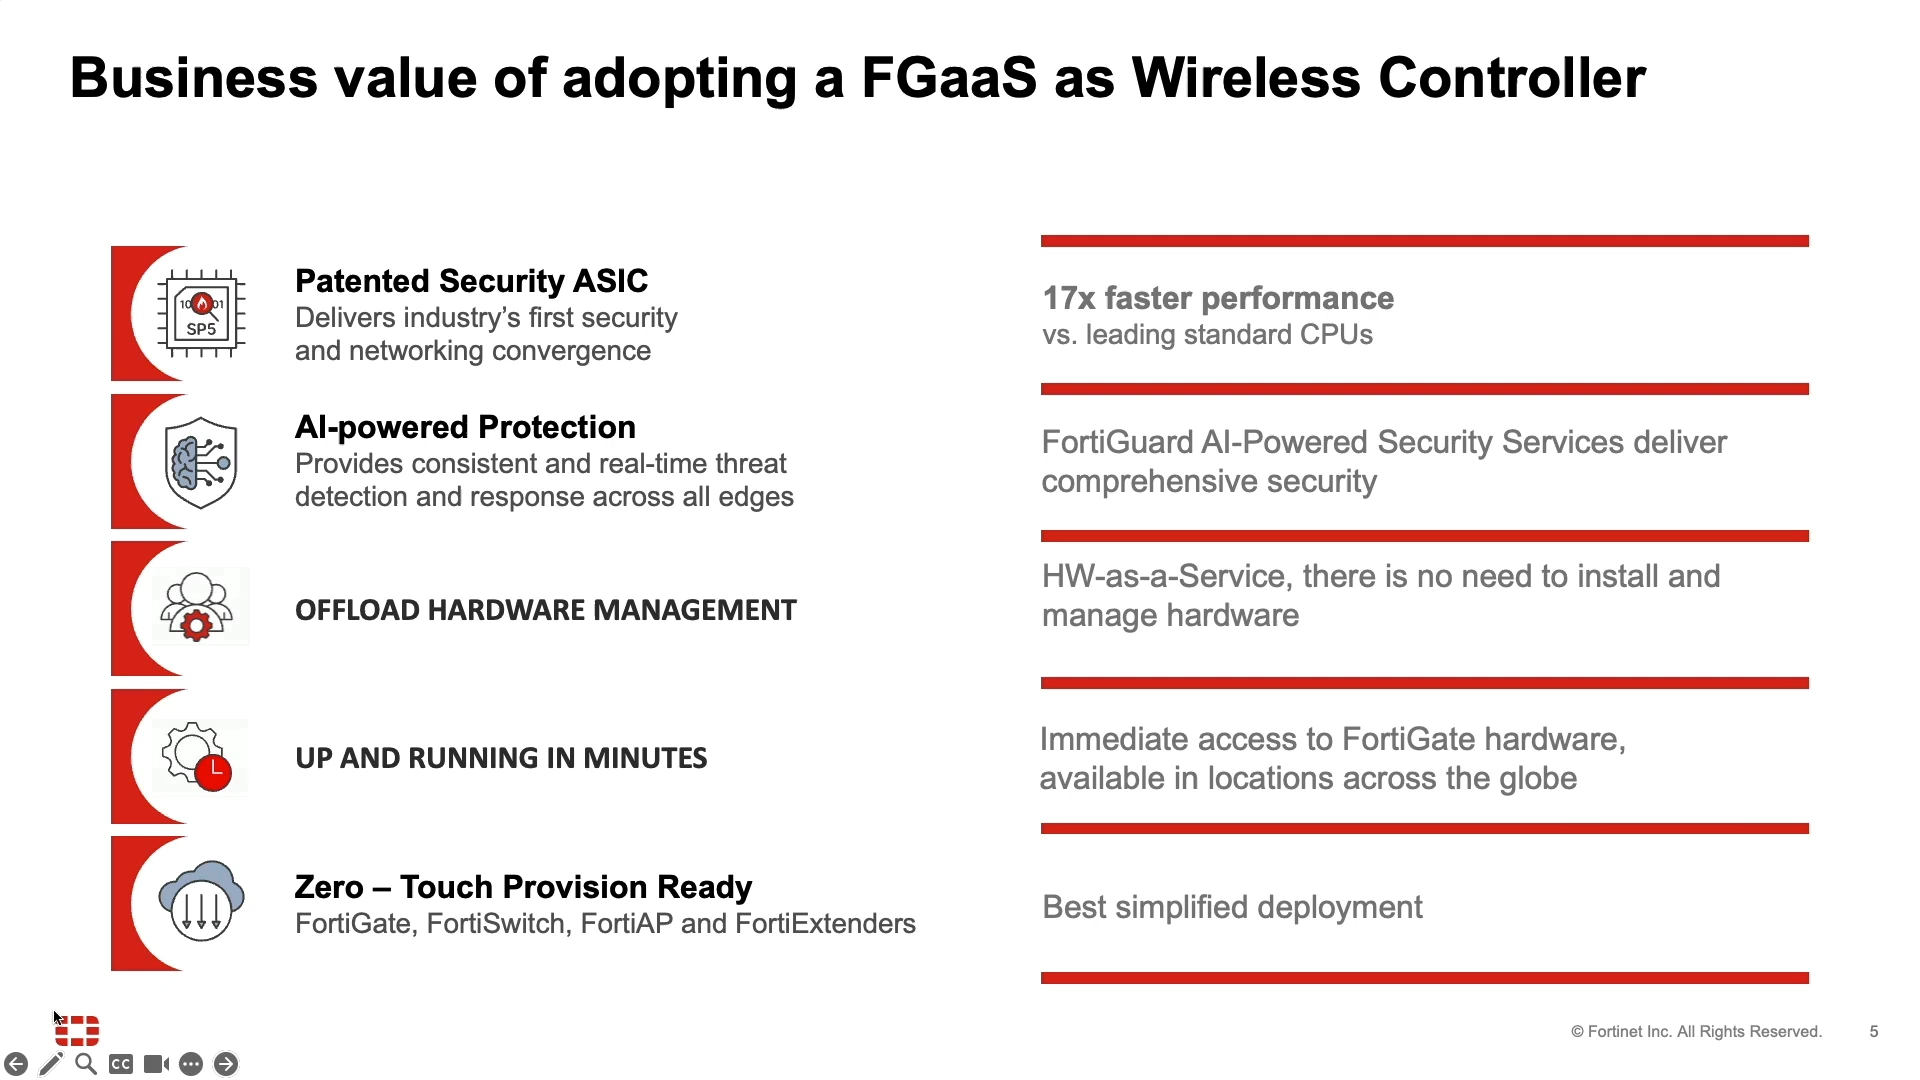 Business value of adopting a FGaaS as Wireless Controller
SP5
Patented Security ASIC
Delivers industry’s first security
and networking convergence
17x faster performance
vs. leading standard CPUs
AI-powered Protection
Provides consistent and real-time threat
detection and response across all edges
FortiGuard AI-Powered Security Services deliver
comprehensive security
OFFLOAD HARDWARE MANAGEMENT
HW-as-a-Service, there is no need to install and
manage hardware
UP AND RUNNING IN MINUTES
Immediate access to FortiGate hardware,
available in locations across the globe
Zero – Touch Provision Ready
FortiGate, FortiSwitch, FortiAP and FortiExtenders
Best simplified deployment
© Fortinet Inc. All Rights Reserved.
5
CC